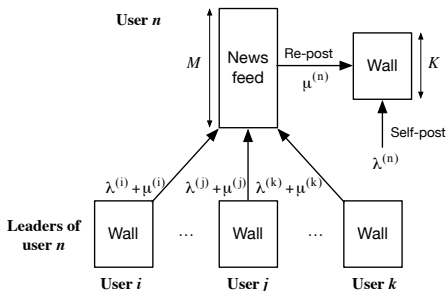 User n
M
News
feed
Re-post
μ^(n)
Wall
K
Self-post
λ^(n)
λ^(i) + μ^(i)
λ^(j) + μ^(j)
λ^(k) + μ^(k)
Leaders of
user n
Wall
...
Wall
...
Wall
User i
User j
User k